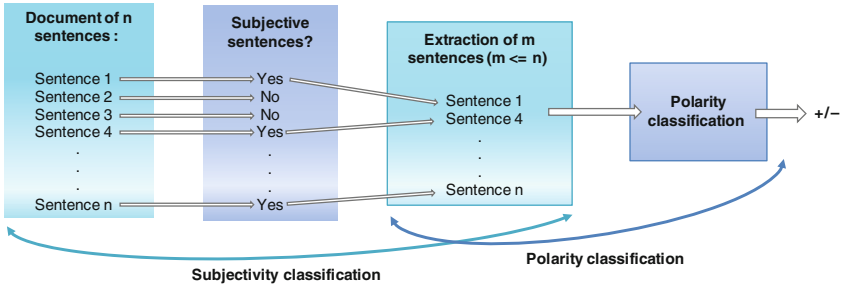 Document of n
sentences :
Sentence 1
Sentence 2
Sentence 3
Sentence 4
.
.
.
Sentence n
Subjective
sentences?
Yes
No
No
Yes
.
.
.
Yes
Extraction of m
sentences (m <= n)
Sentence 1
Sentence 4
.
.
.
Sentence n
Polarity
classification
+/−
Subjectivity classification
Polarity classification